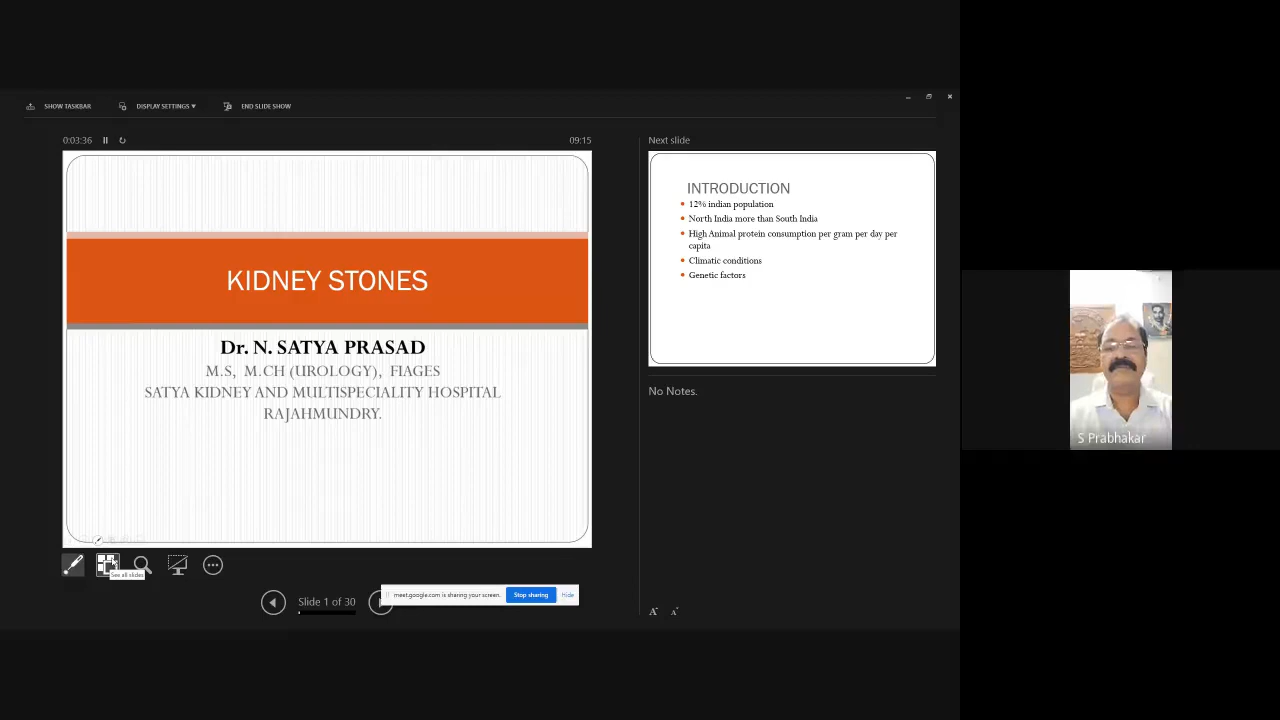 SHOW TASKBAR
DISPLAY SETTINGS ▼
END SLIDE SHOW
0:03:36
09:15
Next slide
KIDNEY STONES
Dr. N. SATYA PRASAD
M.S, M.CH (UROLOGY), FIAGES
SATYA KIDNEY AND MULTISPECIALITY HOSPITAL
RAJAHMUNDRY.
INTRODUCTION
12% indian population
North India more than South India
High Animal protein consumption per gram per day per
capita
Climatic conditions
Genetic factors
No Notes.
S Prabhakar
See all slides
Slide 1 of 30
meet.google.com is sharing your screen.
Stop sharing
Hide
A
A